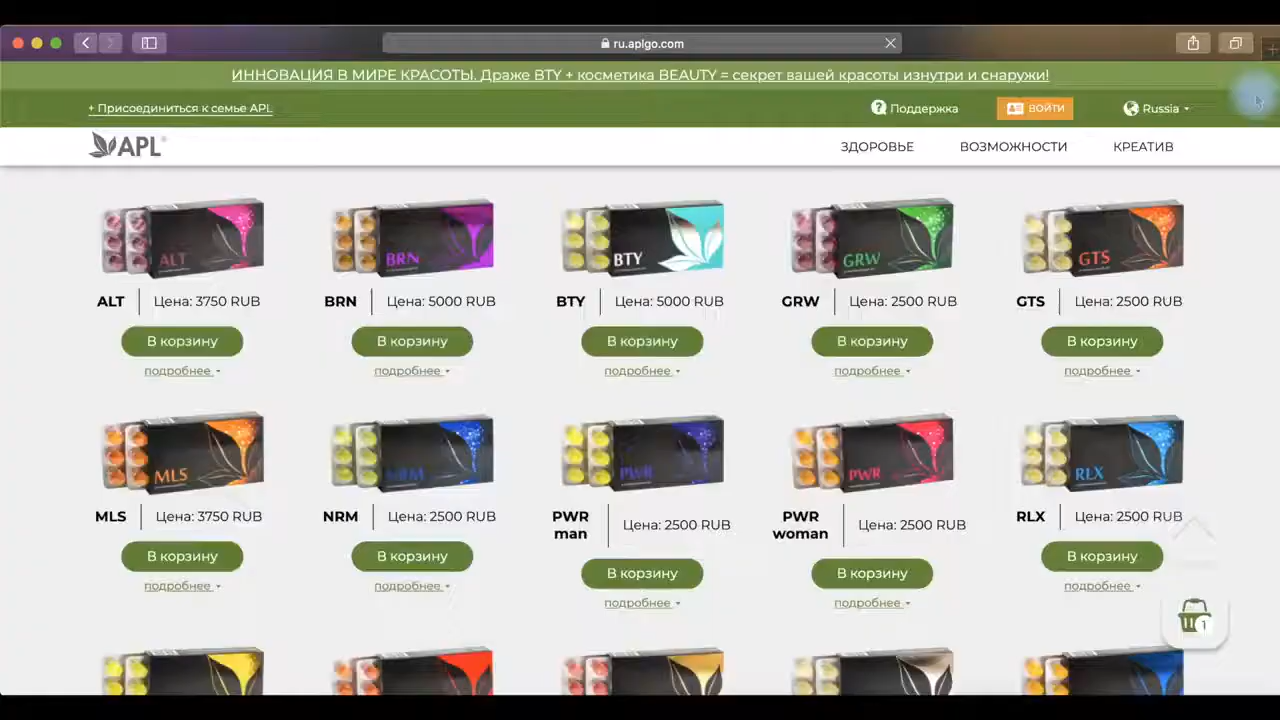 ru.aplgo.com
ИННОВАЦИЯ В МИРЕ КРАСОТЫ. Драже BTY + косметика BEAUTY = секрет вашей красоты изнутри и снаружи!
+ Присоединиться к семье APL
Поддержка
ВОЙТИ
Russia
APL
ЗДОРОВЬЕ
ВОЗМОЖНОСТИ
КРЕАТИВ
ALT
BRN
BTY
GRW
GTS
ALT Цена: 3750 RUB
BRN Цена: 5000 RUB
BTY Цена: 5000 RUB
GRW Цена: 2500 RUB
GTS Цена: 2500 RUB
В корзину
В корзину
В корзину
В корзину
В корзину
подробнее
подробнее
подробнее
подробнее
подробнее
MLS
NRM
PWR
PWR
RLX
MLS Цена: 3750 RUB
NRM Цена: 2500 RUB
PWR
man
Цена: 2500 RUB
PWR
woman
Цена: 2500 RUB
RLX Цена: 2500 RUB
В корзину
В корзину
В корзину
В корзину
В корзину
подробнее
подробнее
подробнее
подробнее
подробнее
1